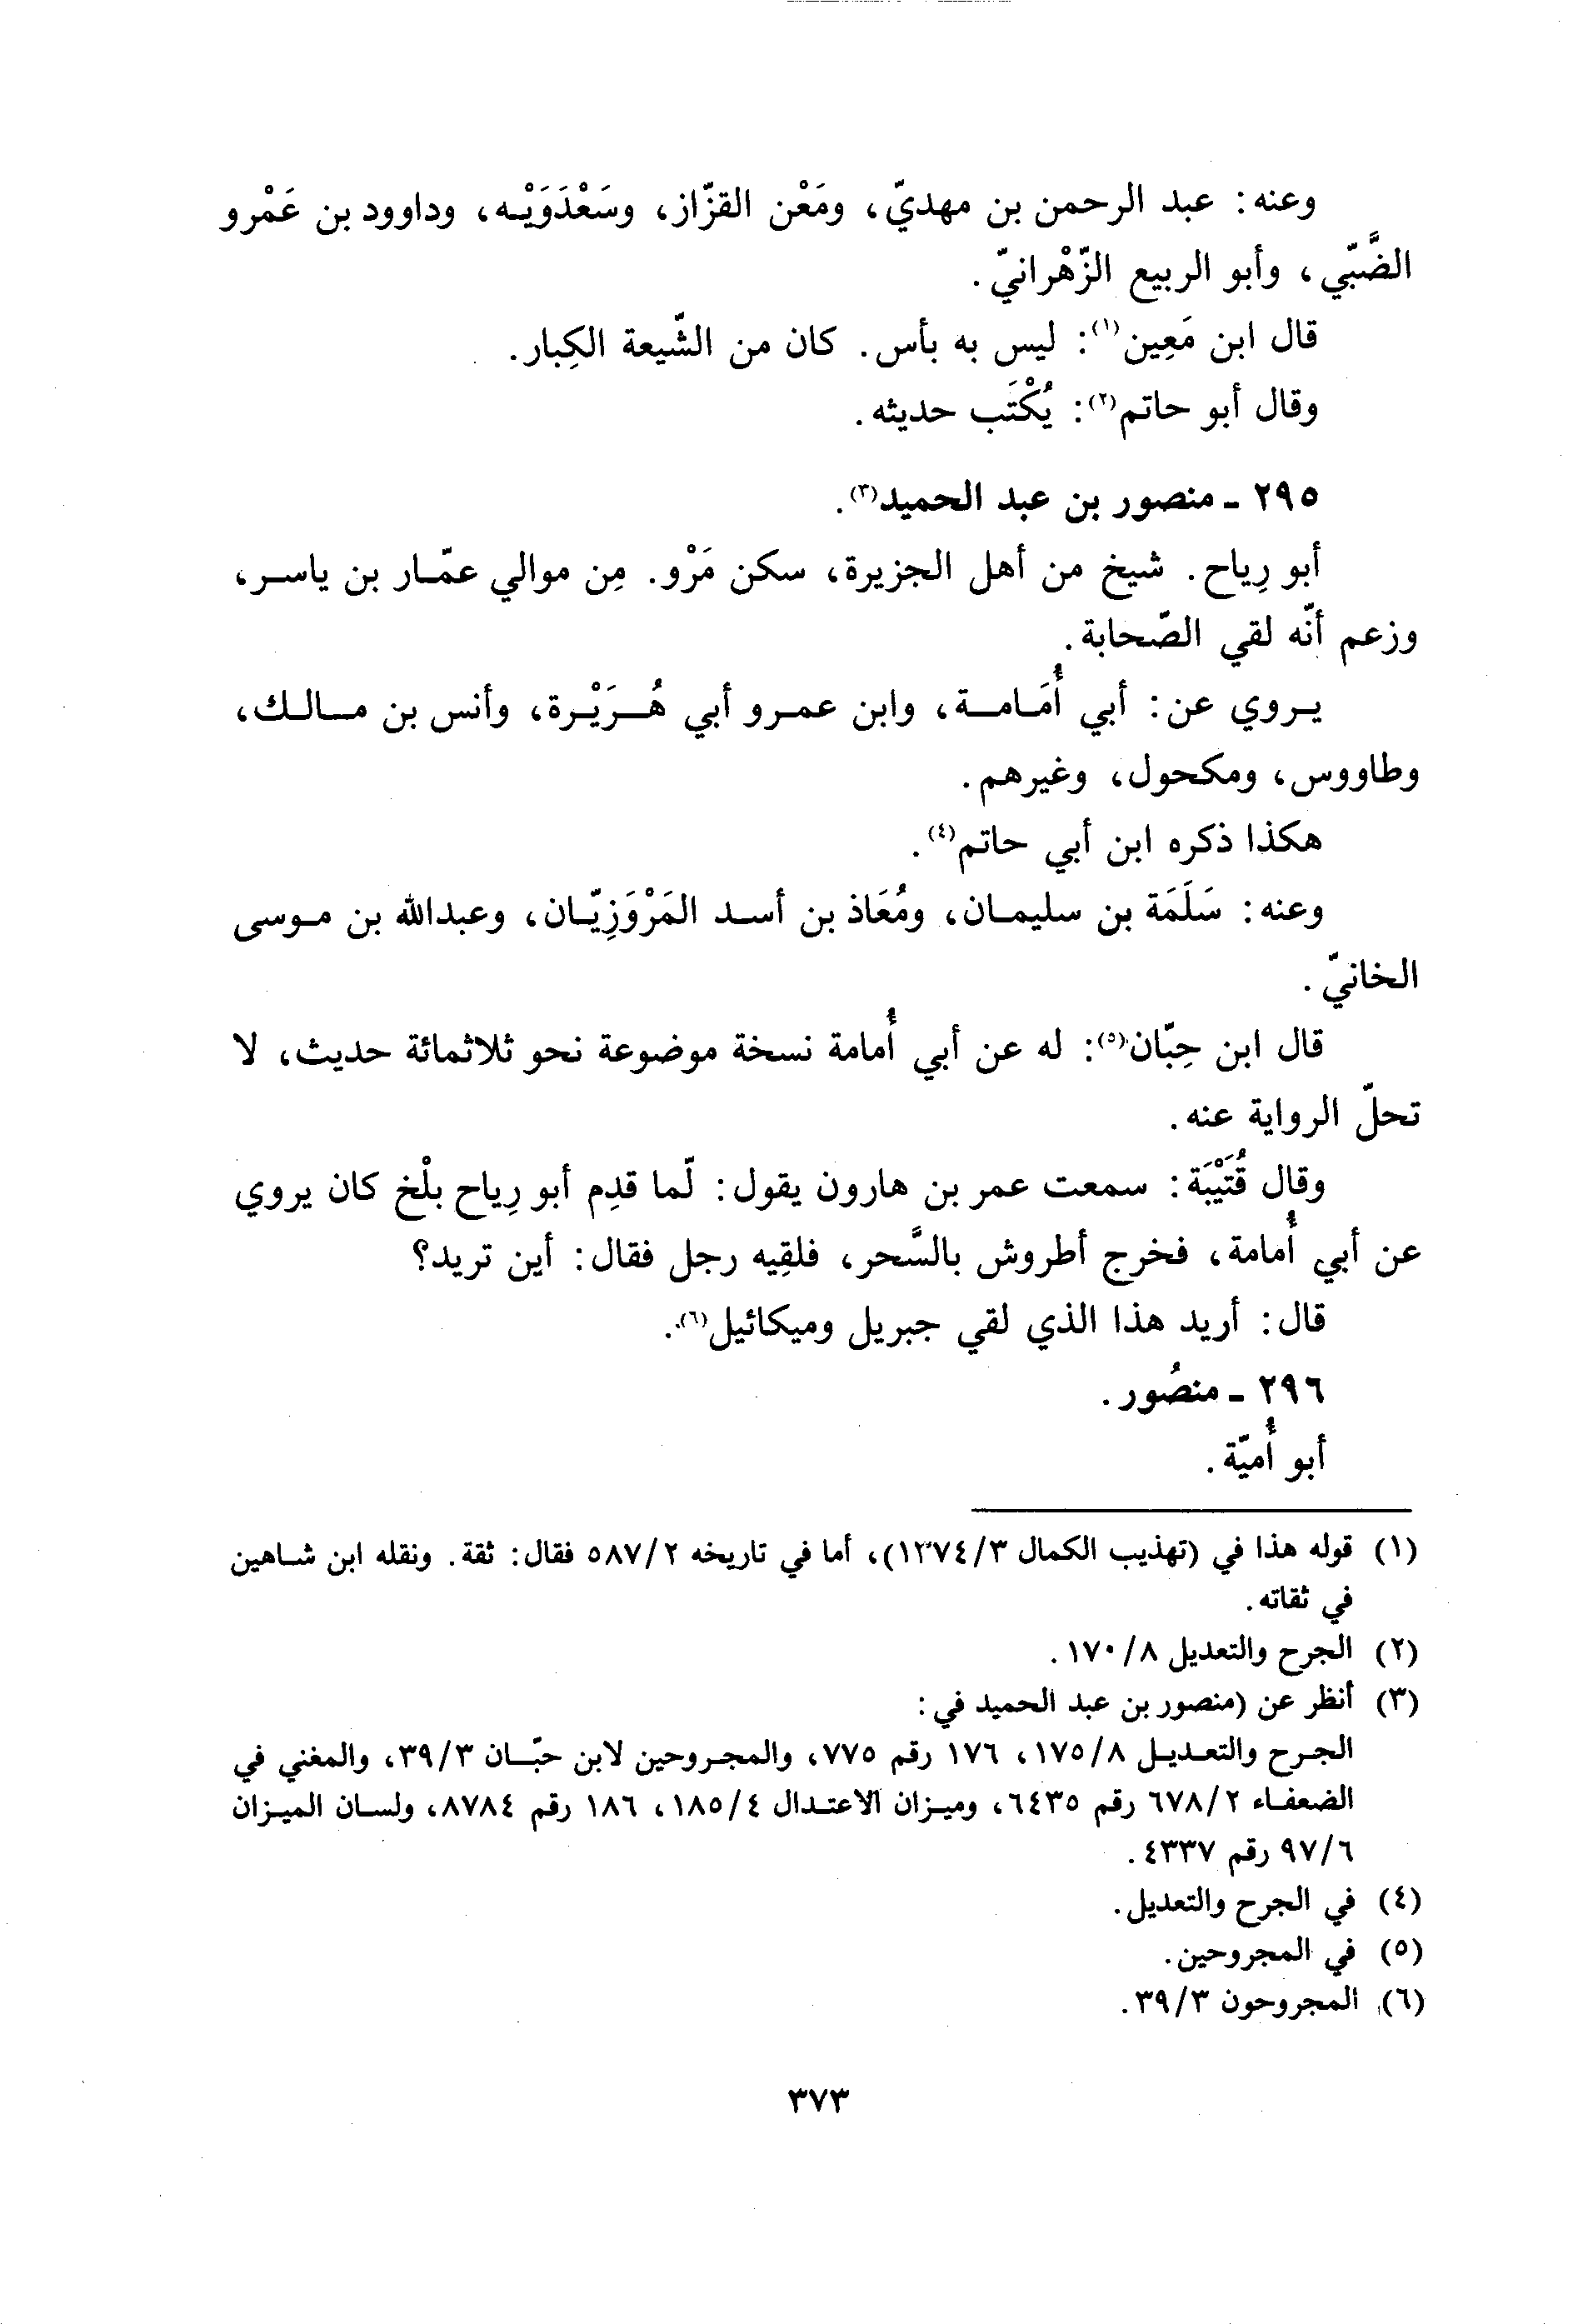 وعنه: عبد الرحمن بن مهديّ، ومَعْن القزّاز، وسَعْدَوَيْه، وداوود بن عَمْرو
الضَّبّي، وأبو الربيع الزّهْرانيّ.
قال ابن مَعِين(١): ليس به بأس. كان من الشّيعة الكِبار.
وقال أبو حاتم(٢): يُكْتَب حديثه.
٢٩٥ ـ منصور بن عبد الحميد(٣).
أبو رِياح. شيخ من أهل الجزيرة، سكن مَرْو. مِن موالي عمّار بن ياسر،
وزعم أنّه لقي الصّحابة.
يروي عن: أبي أُمَامة، وابن عمرو أبي هُرَيْرة، وأنس بن مالك،
وطاووس، ومكحول، وغيرهم.
هكذا ذكره ابن أبي حاتم(٤).
وعنه: سَلَمَة بن سليمان، ومُعَاذ بن أسد المَرْوَزِيّان، وعبدالله بن موسى
الخانيّ.
قال ابن حِبّان(٥): له عن أبي أُمامة نسخة موضوعة نحو ثلاثمائة حديث، لا
تحلّ الرواية عنه.
وقال قُتَيْبَة: سمعت عمر بن هارون يقول: لّما قدِم أبو رِياح بلْخ كان يروي
عن أبي أُمامة، فخرج أطروش بالسَّحر، فلقِيه رجل فقال: أين تريد؟
قال: أريد هذا الذي لقي جبريل وميكائيل(٦).
٢٩٦ ـ منصُور.
أبو أُميّة.
(١) قوله هذا في (تهذيب الكمال ١٣٧٤/٣)، أما في تاريخه ٥٨٧/٢ فقال: ثقة. ونقله ابن شاهين
في ثقاته.
(٢) الجرح والتعديل ١٧٠/٨.
(٣) أنظر عن (منصور بن عبد الحميد في:
الجرح والتعديل ١٧٥/٨، ١٧٦ رقم ٧٧٥، والمجروحين لابن حبّان ٣٩/٣، والمغني في
الضعفاء ٦٧٨/٢ رقم ٦٤٣٥، وميزان الاعتدال ١٨٥/٤، ١٨٦ رقم ٨٧٨٤، ولسان الميزان
٩٧/٦ رقم ٤٣٣٧.
(٤) في الجرح والتعديل.
(٥) في المجروحين.
(٦) المجروحون ٣٩/٣.
٣٧٣